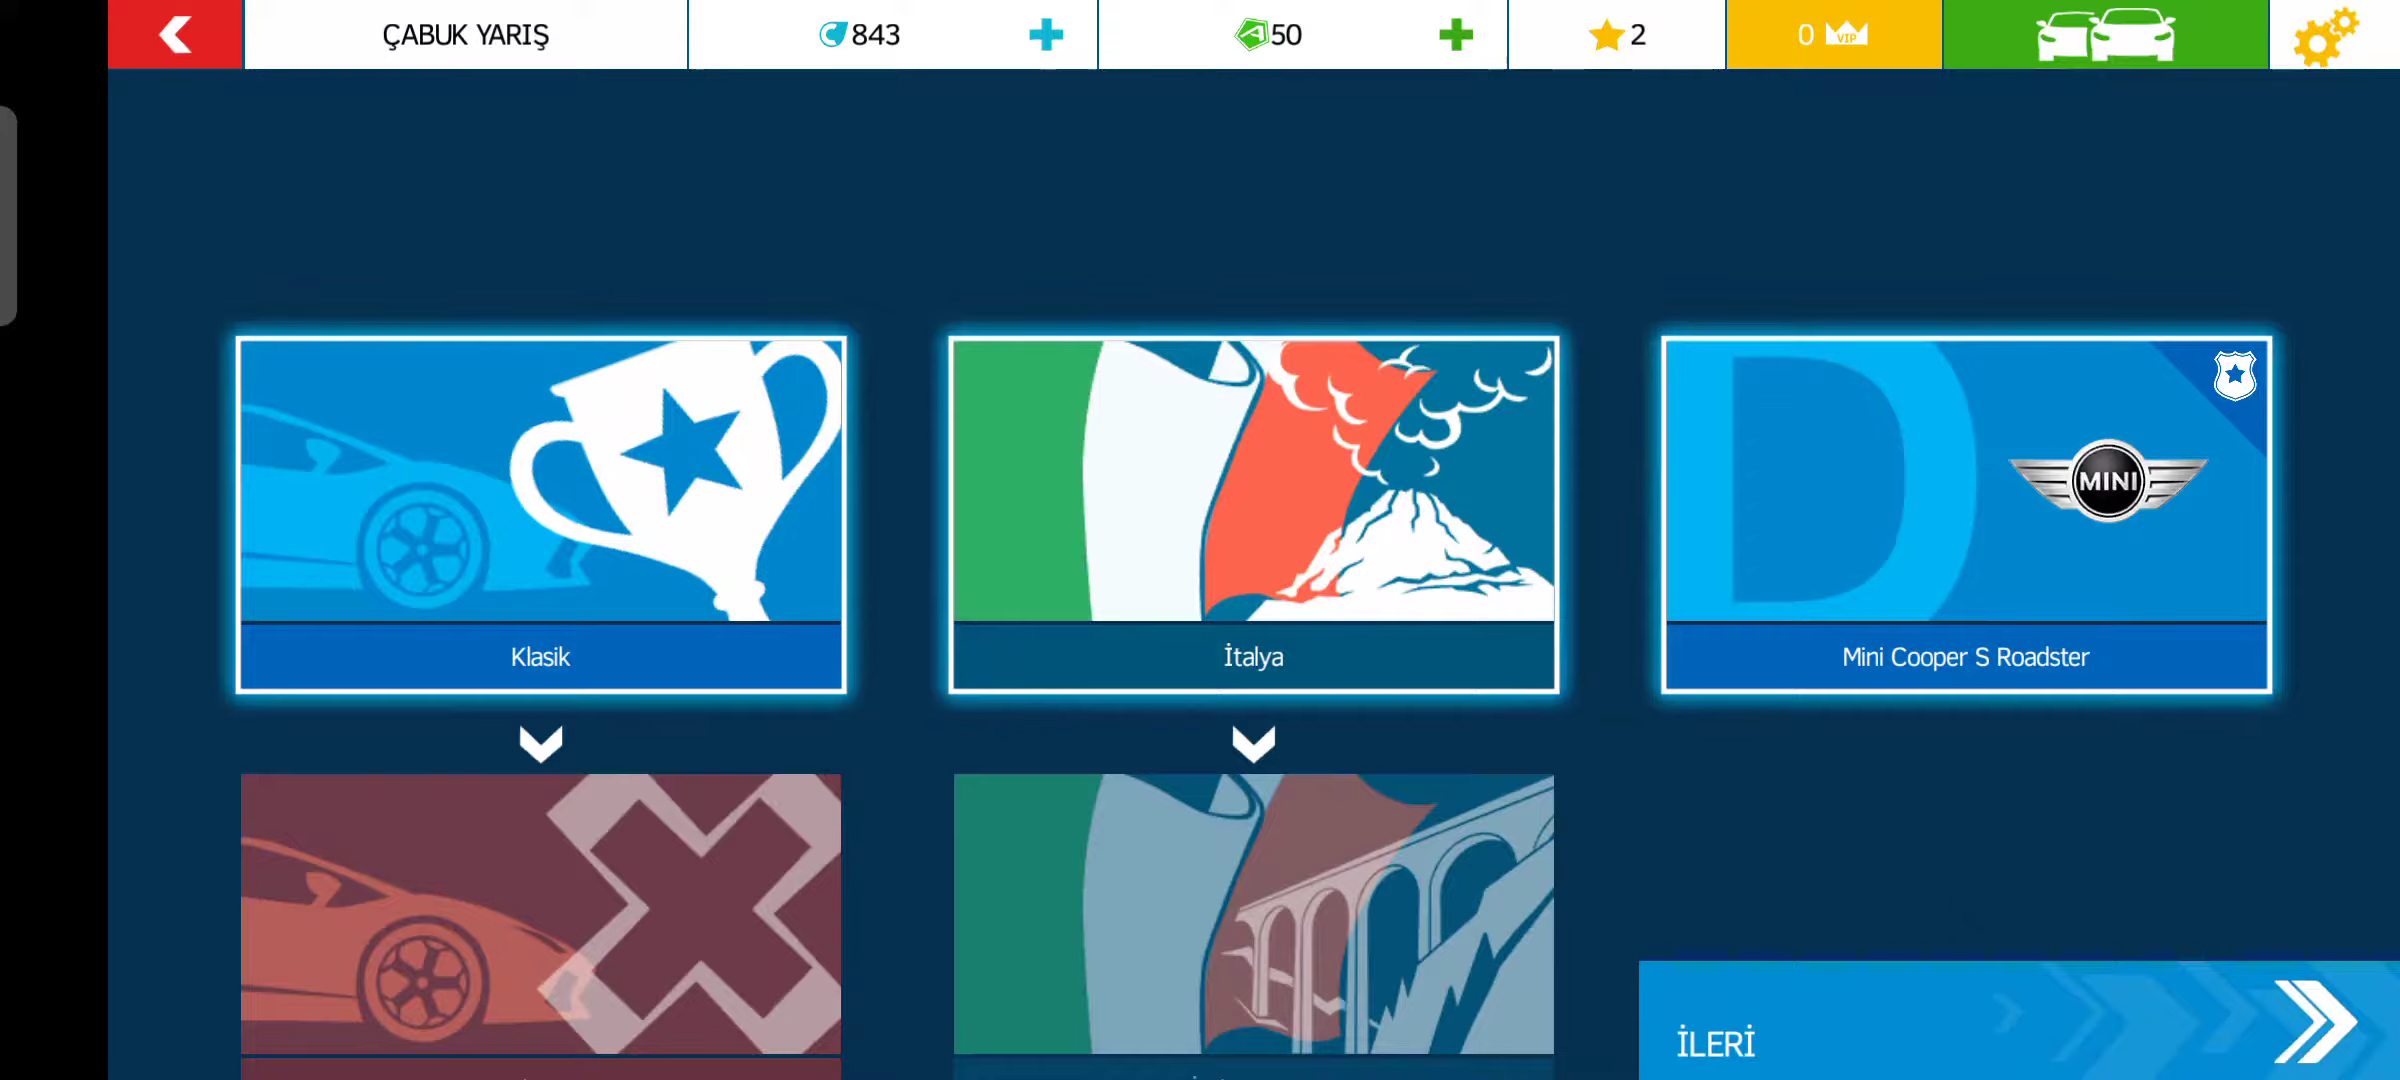 ÇABUK YARIŞ
843
50
2
0 VIP
Klasik
İtalya
D
MINI
Mini Cooper S Roadster
İLERİ